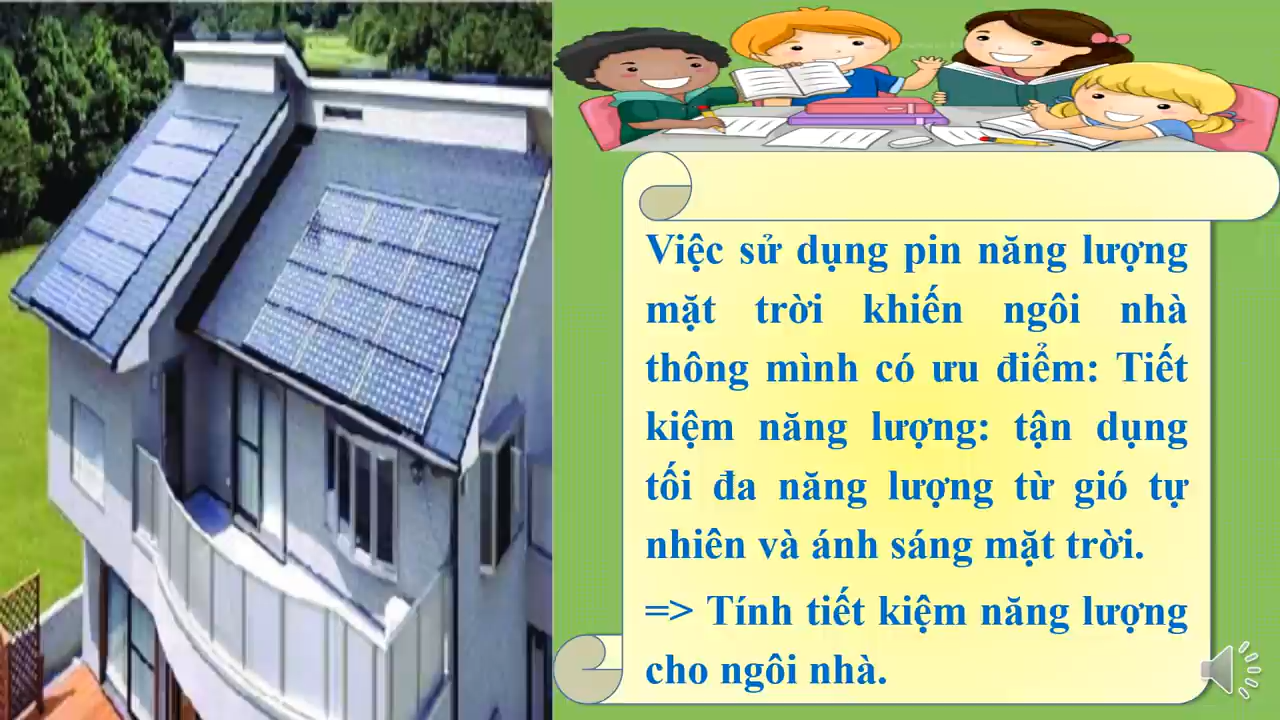 Việc sử dụng pin năng lượng
mặt trời khiến ngôi nhà
thông mình có ưu điểm: Tiết
kiệm năng lượng: tận dụng
tối đa năng lượng từ gió tự
nhiên và ánh sáng mặt trời.
=> Tính tiết kiệm năng lượng
cho ngôi nhà.